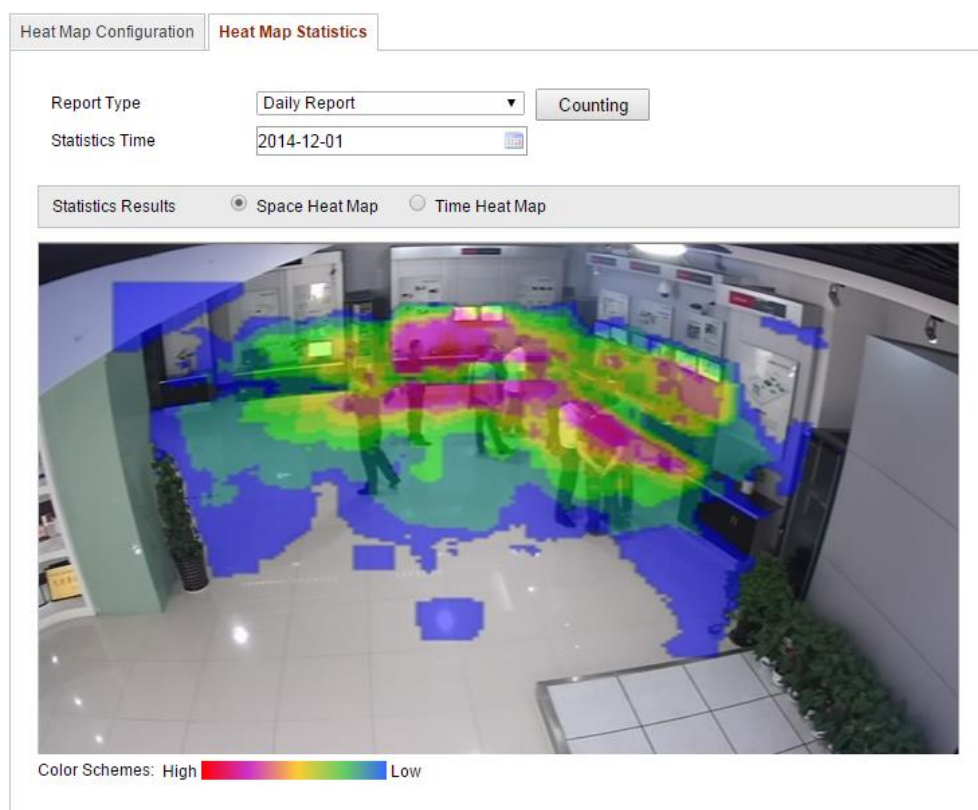 Heat Map Configuration Heat Map Statistics
Report Type Daily Report Counting
Statistics Time 2014-12-01
Statistics Results Space Heat Map Time Heat Map
Color Schemes: High Low